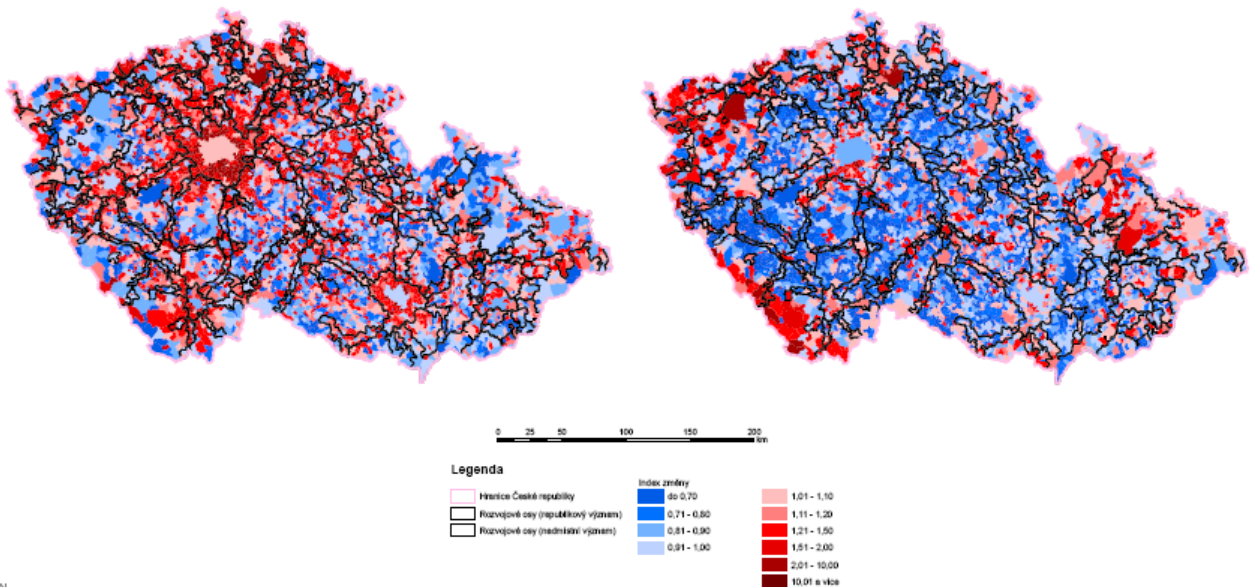 0 25 50 100 150 200
km
Legenda
Hranice České republiky
Rozvojové osy (republikový význam)
Rozvojové osy (nadmístní význam)
Index změny
do 0,70
0,71 - 0,80
0,81 - 0,90
0,91 - 1,00
1,01 - 1,10
1,11 - 1,20
1,21 - 1,50
1,51 - 2,00
2,01 - 10,00
10,01 a více